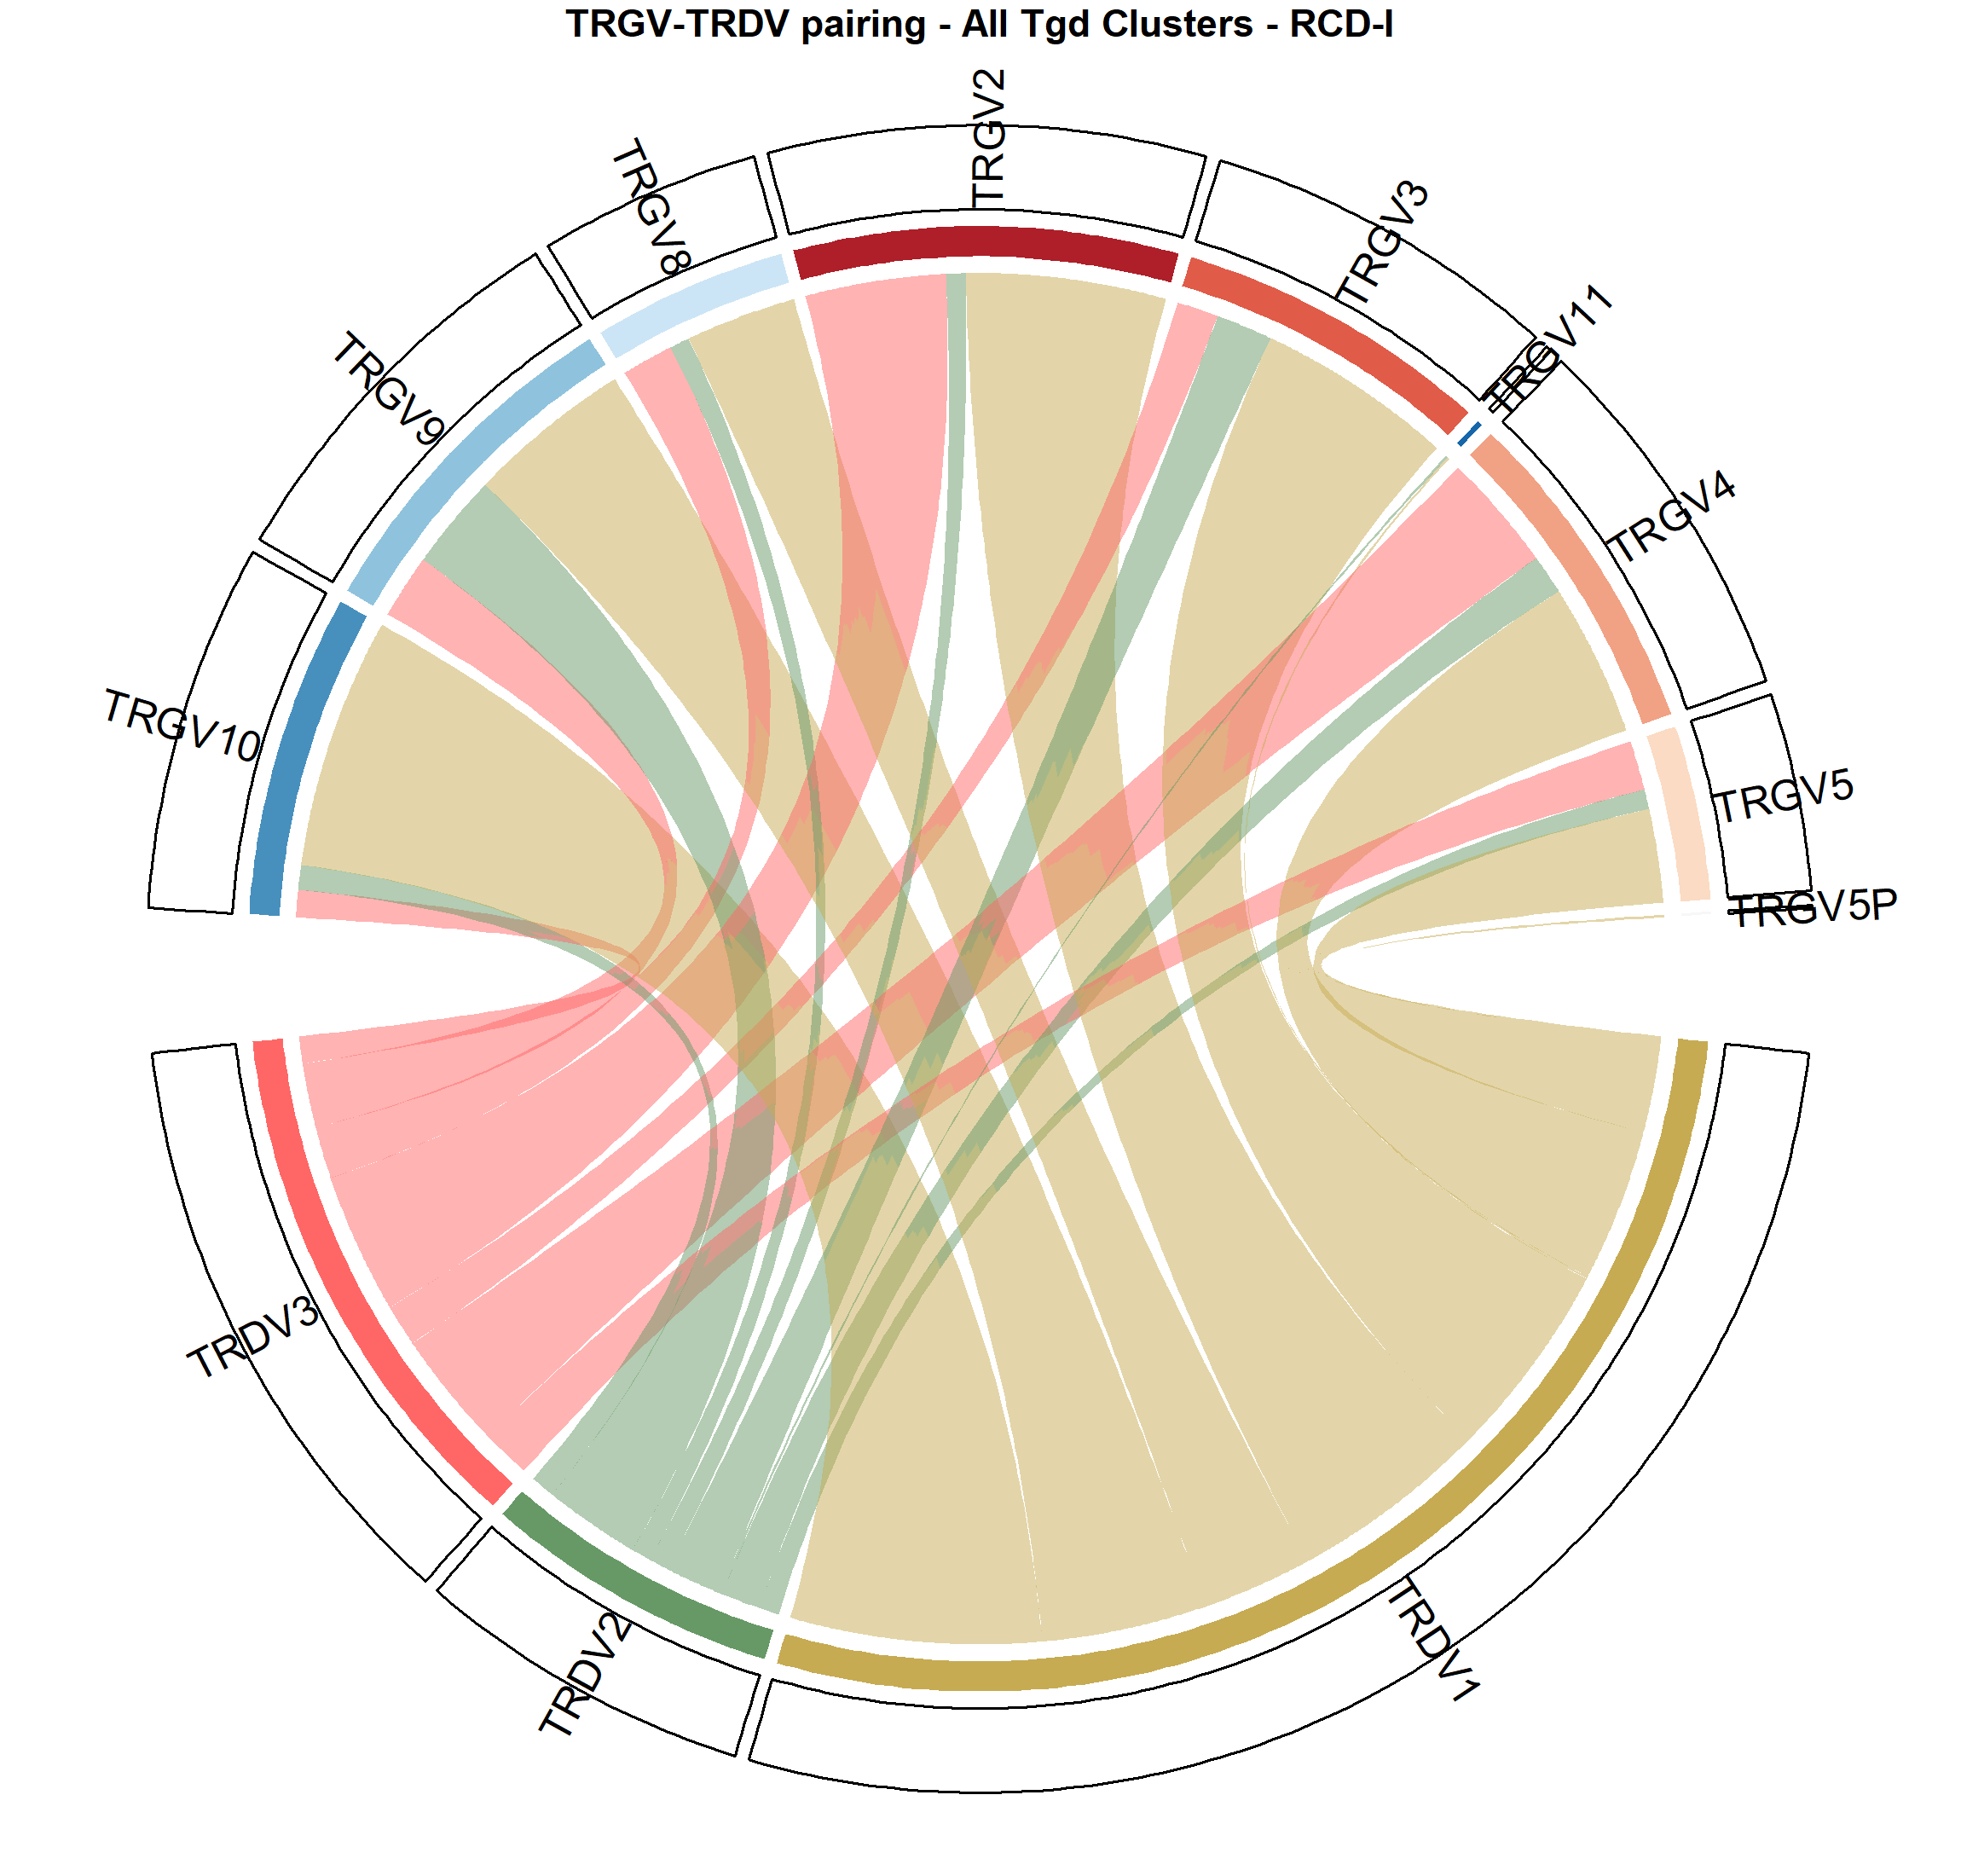 TRGV-TRDV pairing - All Tgd Clusters - RCD-I
TRGV2
TRGV8
TRGV3
TRGV11
TRGV9
TRGV4
TRGV10
TRGV5
TRGV5P
TRDV3
TRDV2
TRDV1